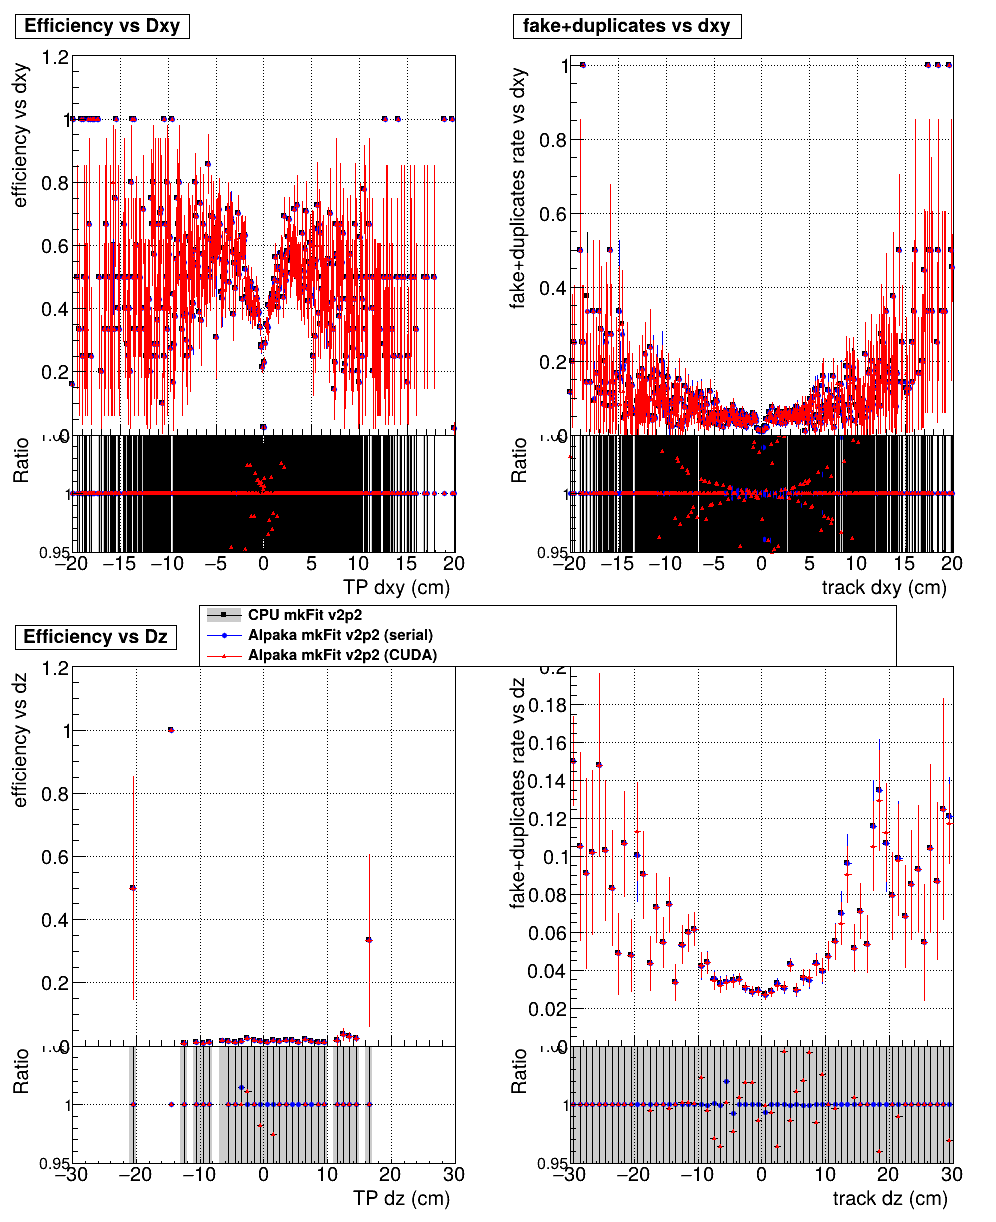 Efficiency vs Dxy
efficiency vs dxy
1.2
1
0.8
0.6
0.4
0.2
0
Ratio
1
0.95
−20 −15 −10 −5 0 5 10 15 20
TP dxy (cm)
fake+duplicates vs dxy
fake+duplicates rate vs dxy
1
0.8
0.6
0.4
0.2
0
Ratio
1
0.95
−20 −15 −10 −5 0 5 10 15 20
track dxy (cm)
CPU mkFit v2p2
Alpaka mkFit v2p2 (serial)
Alpaka mkFit v2p2 (CUDA)
Efficiency vs Dz
efficiency vs dz
1.2
1
0.8
0.6
0.4
0.2
0
Ratio
1
0.95
−30 −20 −10 0 10 20 30
TP dz (cm)
fake+duplicates rate vs dz
0.2
0.18
0.16
0.14
0.12
0.1
0.08
0.06
0.04
0.02
0
Ratio
1
0.95
−30 −20 −10 0 10 20 30
track dz (cm)